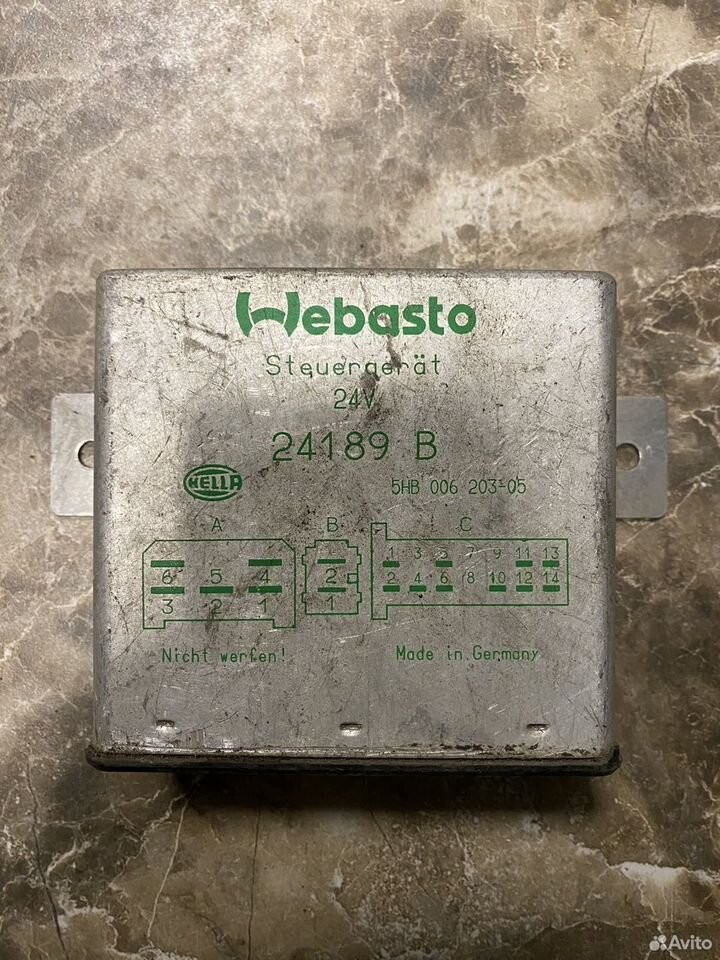 Webasto
Steuergerät
24V
24189 B
HELLA
5HB 006 203-05
A B C
6 5 4
3 2 1
2
1
1 3 5 7 9 11 13
2 4 6 8 10 12 14
Nicht werfen!
Made in Germany
Avito